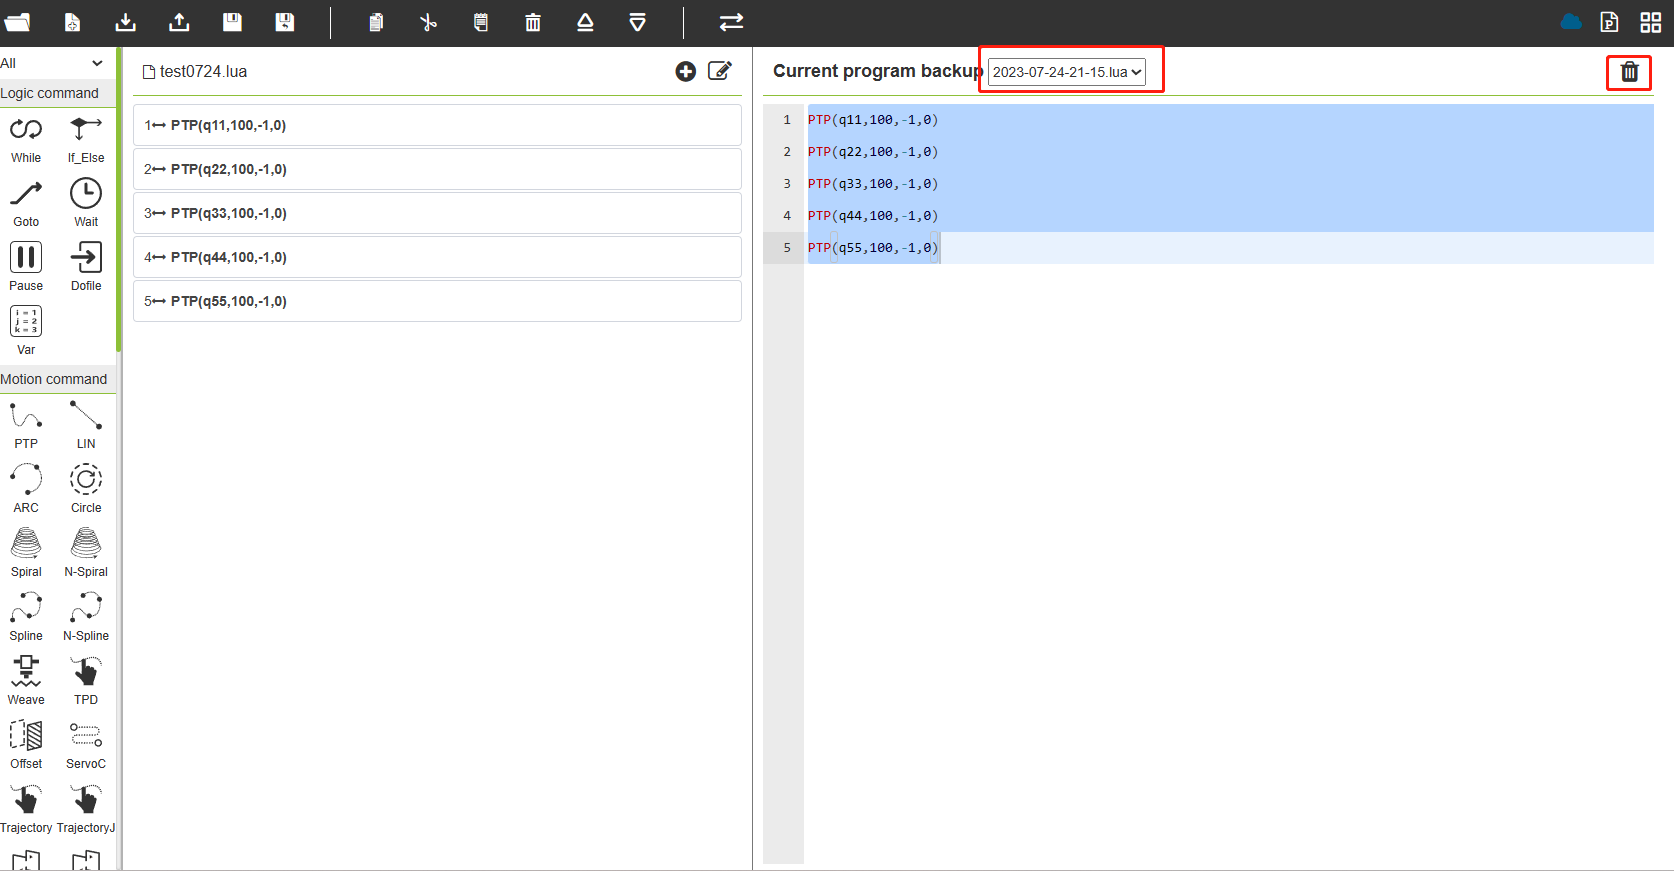 All
Logic command
While
If_Else
Goto
Wait
Pause
Dofile
i = 1
j = 2
k = 3
Var
Motion command
PTP
LIN
ARC
Circle
Spiral
N-Spiral
Spline
N-Spline
Weave
TPD
Offset
ServoC
Trajectory
TrajectoryJ
test0724.lua
1 PTP(q11,100,-1,0)
2 PTP(q22,100,-1,0)
3 PTP(q33,100,-1,0)
4 PTP(q44,100,-1,0)
5 PTP(q55,100,-1,0)
P
Current program backup 2023-07-24-21-15.lua
1 PTP(q11,100,-1,0)
2 PTP(q22,100,-1,0)
3 PTP(q33,100,-1,0)
4 PTP(q44,100,-1,0)
5 PTP(q55,100,-1,0)